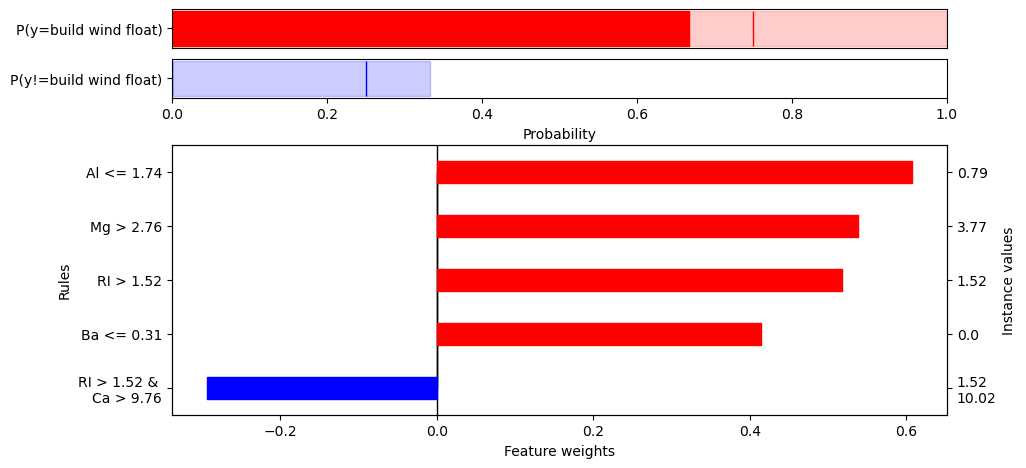 P(y=build wind float)
P(y!=build wind float)
0.0 0.2 0.4 0.6 0.8 1.0
Probability
Rules
Al <= 1.74 0.79
Mg > 2.76 3.77
RI > 1.52 1.52
Ba <= 0.31 0.0
RI > 1.52 & 1.52
Ca > 9.76 10.02
Instance values
−0.2 0.0 0.2 0.4 0.6
Feature weights